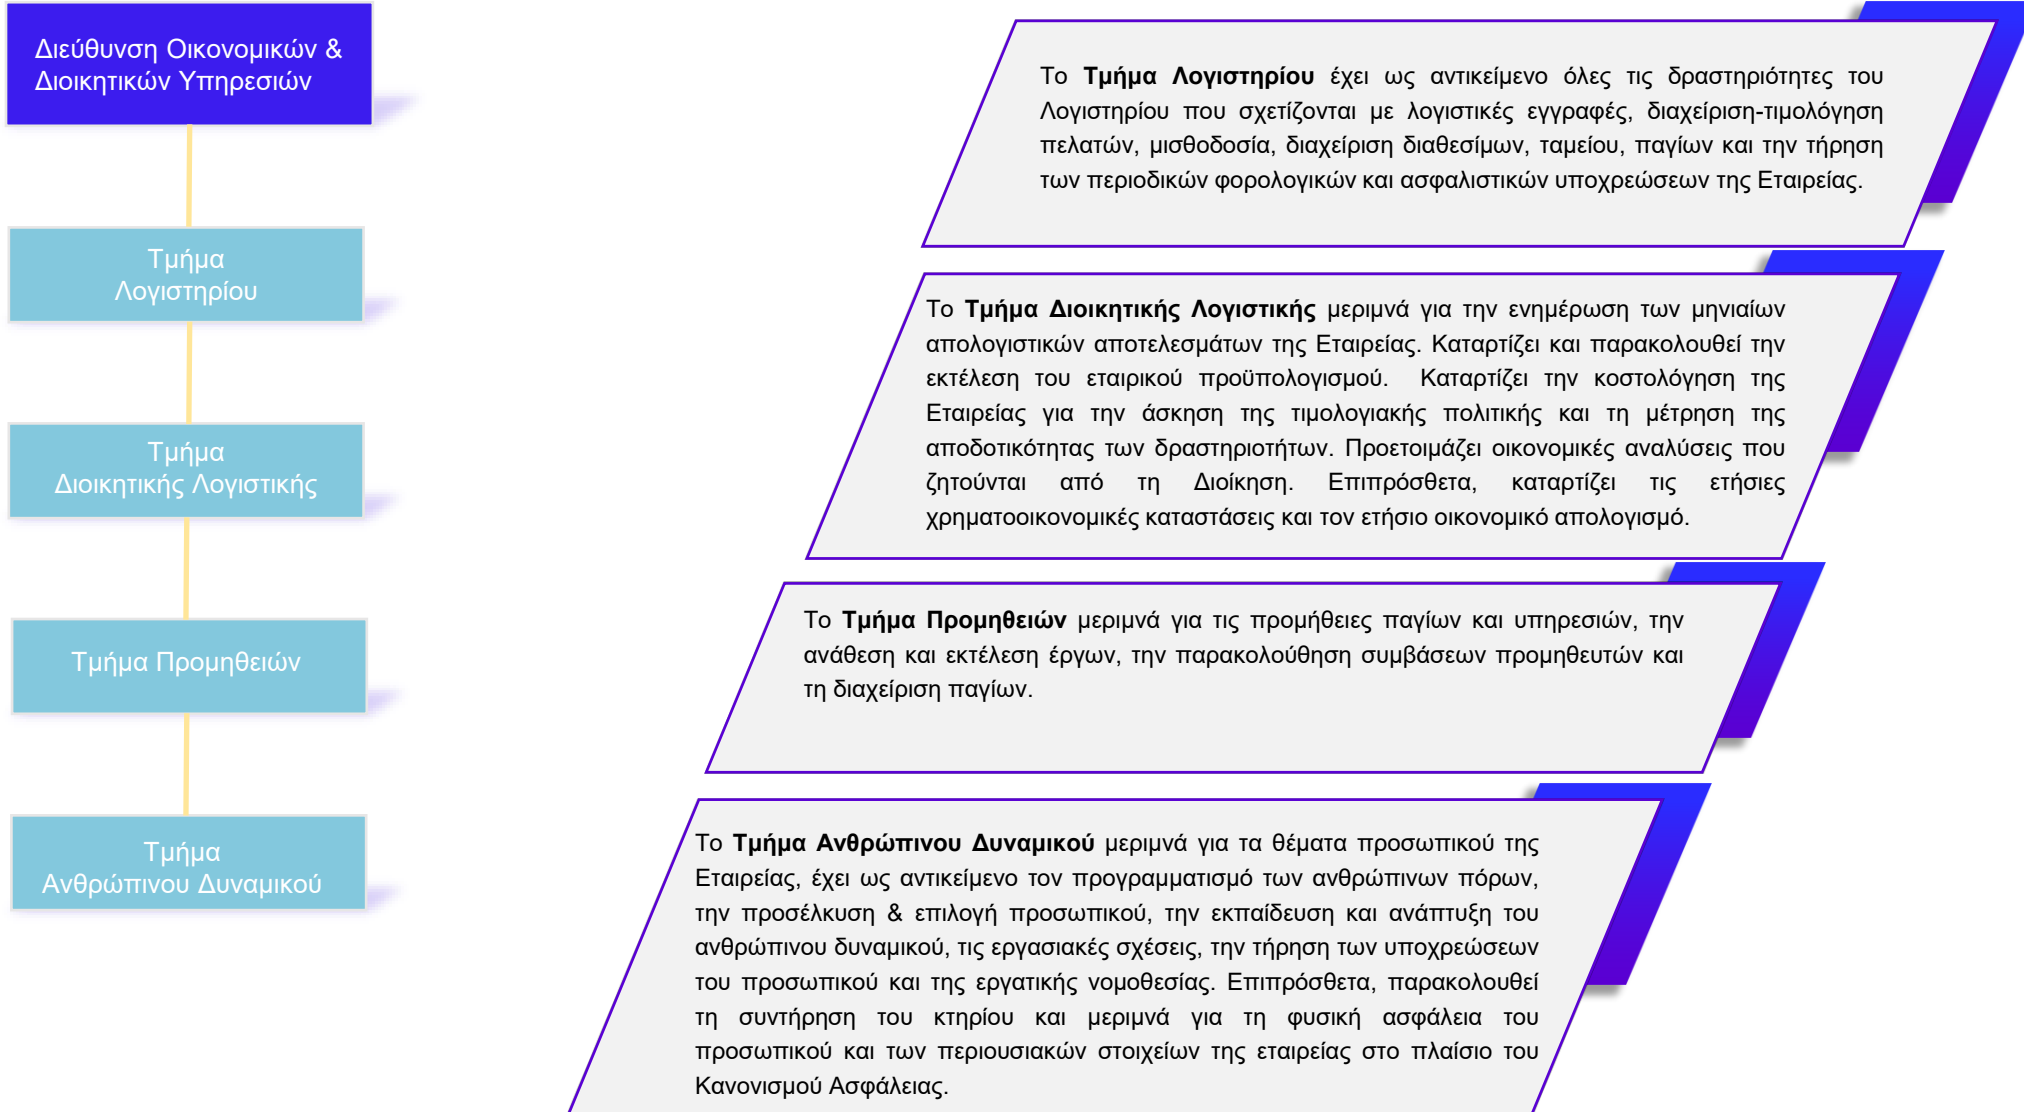 Διεύθυνση Οικονομικών &
Διοικητικών Υπηρεσιών
Τμήμα
Λογιστηρίου
Τμήμα
Διοικητικής Λογιστικής
Τμήμα Προμηθειών
Τμήμα
Ανθρώπινου Δυναμικού
Το Τμήμα Λογιστηρίου έχει ως αντικείμενο όλες τις δραστηριότητες του
Λογιστηρίου που σχετίζονται με λογιστικές εγγραφές, διαχείριση-τιμολόγηση
πελατών, μισθοδοσία, διαχείριση διαθεσίμων, ταμείου, παγίων και την τήρηση
των περιοδικών φορολογικών και ασφαλιστικών υποχρεώσεων της Εταιρείας.
Το Τμήμα Διοικητικής Λογιστικής μεριμνά για την ενημέρωση των μηνιαίων
απολογιστικών αποτελεσμάτων της Εταιρείας. Καταρτίζει και παρακολουθεί την
εκτέλεση του εταιρικού προϋπολογισμού. Καταρτίζει την κοστολόγηση της
Εταιρείας για την άσκηση της τιμολογιακής πολιτικής και τη μέτρηση της
αποδοτικότητας των δραστηριοτήτων. Προετοιμάζει οικονομικές αναλύσεις που
ζητούνται από τη Διοίκηση. Επιπρόσθετα, καταρτίζει τις ετήσιες
χρηματοοικονομικές καταστάσεις και τον ετήσιο οικονομικό απολογισμό.
Το Τμήμα Προμηθειών μεριμνά για τις προμήθειες παγίων και υπηρεσιών, την
ανάθεση και εκτέλεση έργων, την παρακολούθηση συμβάσεων προμηθευτών και
τη διαχείριση παγίων.
Το Τμήμα Ανθρώπινου Δυναμικού μεριμνά για τα θέματα προσωπικού της
Εταιρείας, έχει ως αντικείμενο τον προγραμματισμό των ανθρώπινων πόρων,
την προσέλκυση & επιλογή προσωπικού, την εκπαίδευση και ανάπτυξη του
ανθρώπινου δυναμικού, τις εργασιακές σχέσεις, την τήρηση των υποχρεώσεων
του προσωπικού και της εργατικής νομοθεσίας. Επιπρόσθετα, παρακολουθεί
τη συντήρηση του κτηρίου και μεριμνά για τη φυσική ασφάλεια του
προσωπικού και των περιουσιακών στοιχείων της εταιρείας στο πλαίσιο του
Κανονισμού Ασφάλειας.